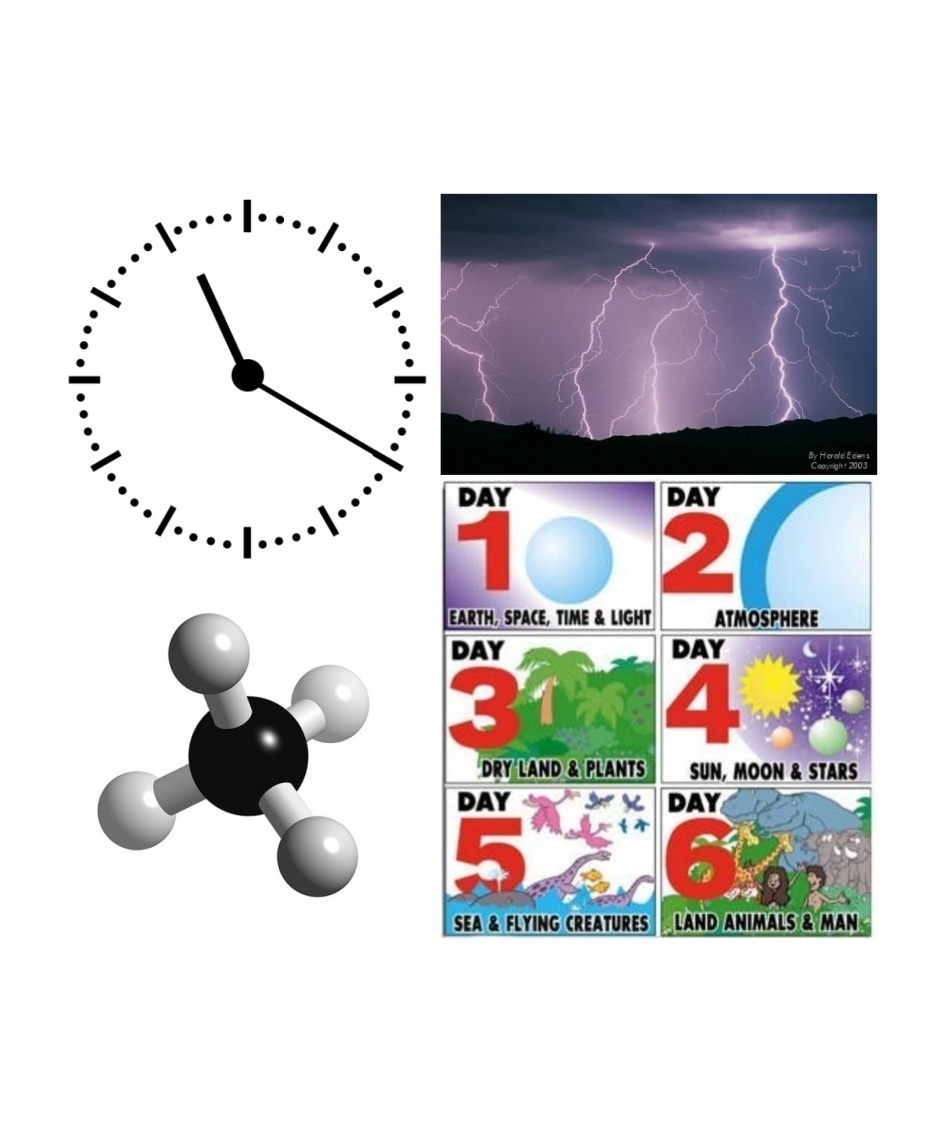 By Harald Edens
Copyright 2003
DAY
1
EARTH, SPACE, TIME & LIGHT
DAY
2
ATMOSPHERE
DAY
3
DRY LAND & PLANTS
DAY
4
SUN, MOON & STARS
DAY
5
SEA & FLYING CREATURES
DAY
6
LAND ANIMALS & MAN